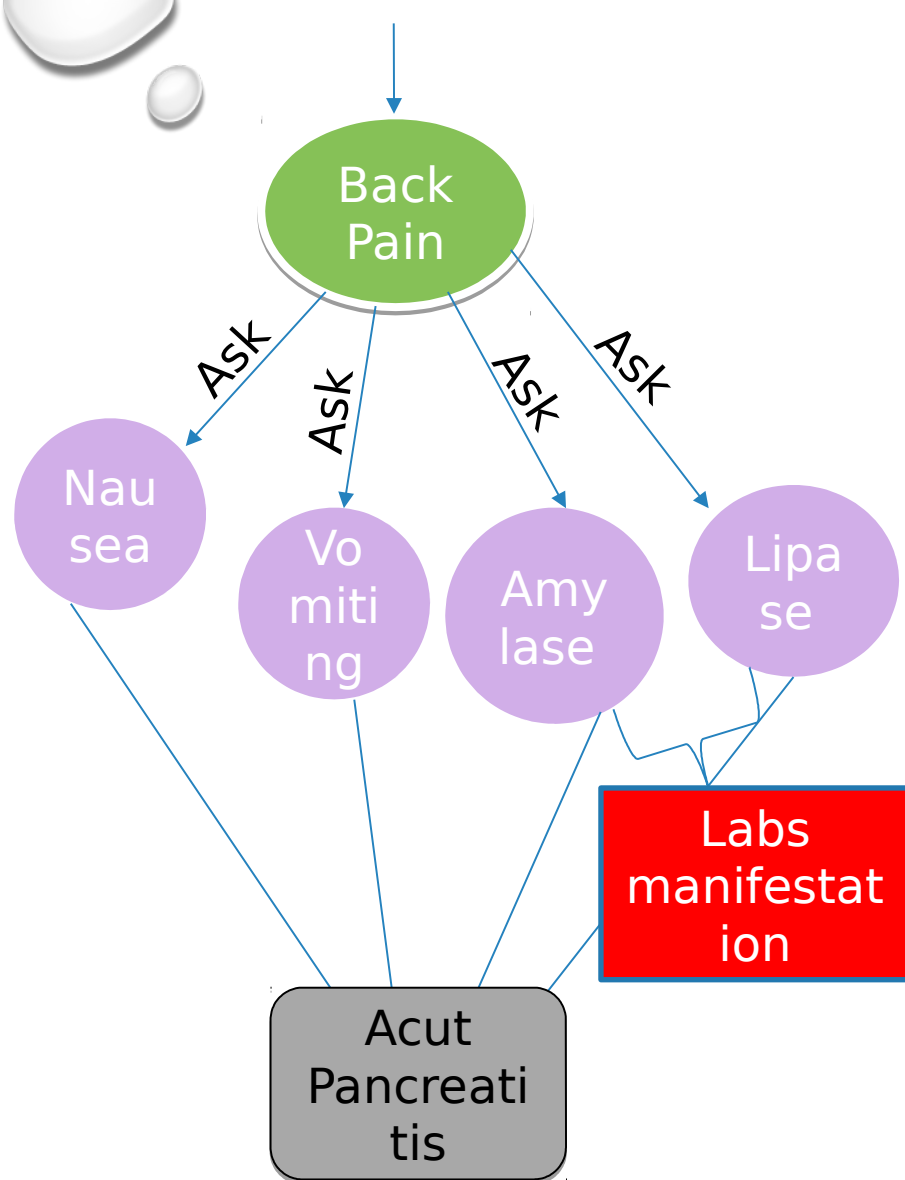 Back
Pain
Ask
Ask
Ask
Ask
Nau
sea
Vo
miti
ng
Amy
lase
Lipa
se
Labs
manifestat
ion
Acut
Pancreati
tis